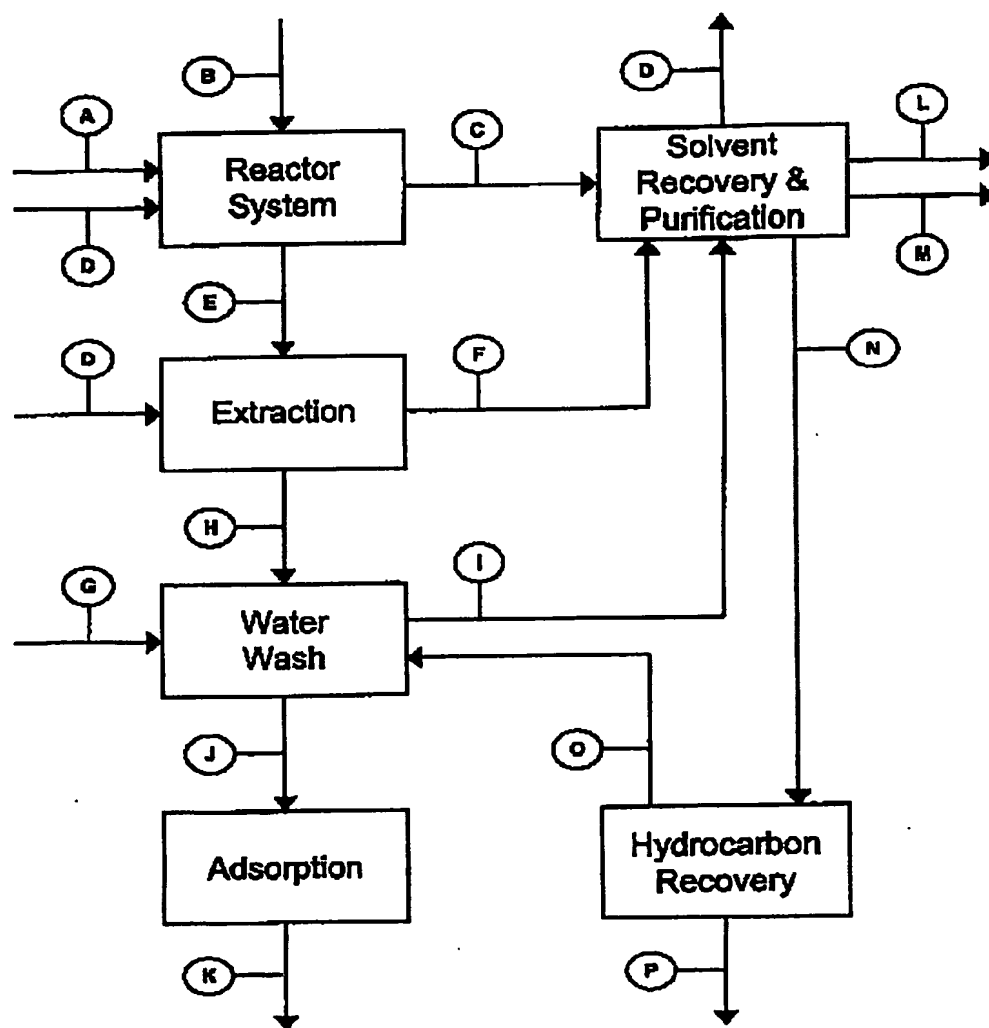 B
D
A
C
L
Reactor
System
Solvent
Recovery &
Purification
D
M
E
D
F
N
Extraction
H
G
I
Water
Wash
J
O
Adsorption
Hydrocarbon
Recovery
K
P